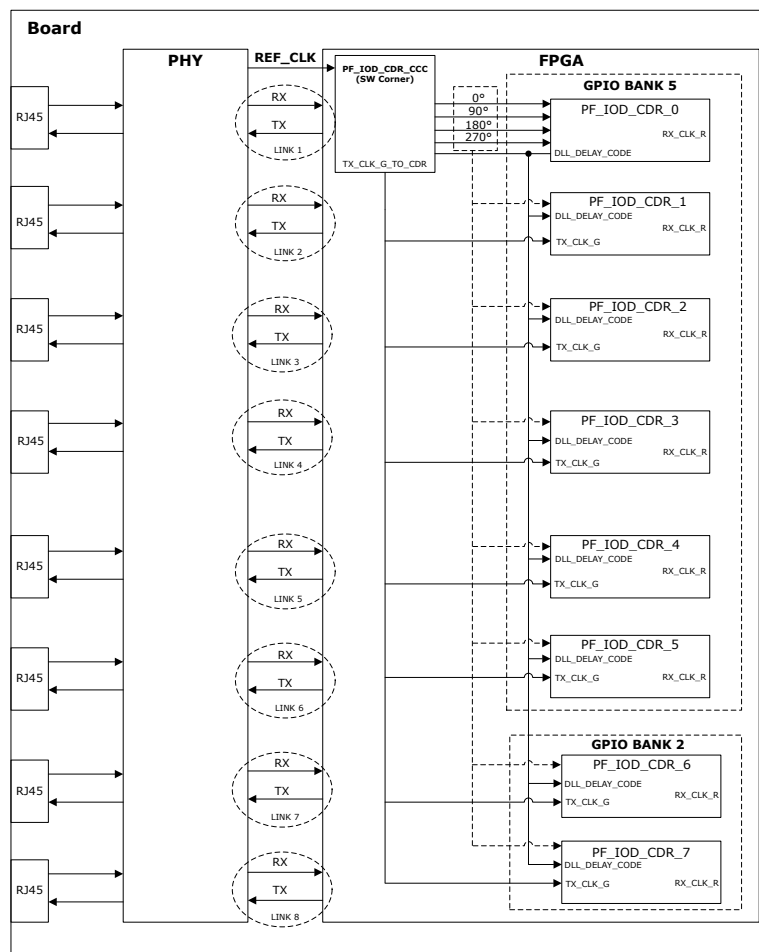 Board
PHY
REF_CLK
FPGA
PF_IOD_CDR_CCC
(SW Corner)
TX_CLK_G_TO_CDR
0°
90°
180°
270°
GPIO BANK 5
PF_IOD_CDR_0
RX_CLK_R
DLL_DELAY_CODE
RJ45
RX
TX
LINK 1
PF_IOD_CDR_1
DLL_DELAY_CODE
RX_CLK_R
TX_CLK_G
RJ45
RX
TX
LINK 2
PF_IOD_CDR_2
DLL_DELAY_CODE
RX_CLK_R
TX_CLK_G
RJ45
RX
TX
LINK 3
PF_IOD_CDR_3
DLL_DELAY_CODE
RX_CLK_R
TX_CLK_G
RJ45
RX
TX
LINK 4
PF_IOD_CDR_4
DLL_DELAY_CODE
RX_CLK_R
TX_CLK_G
RJ45
RX
TX
LINK 5
PF_IOD_CDR_5
DLL_DELAY_CODE
RX_CLK_R
TX_CLK_G
RJ45
RX
TX
LINK 6
GPIO BANK 2
PF_IOD_CDR_6
DLL_DELAY_CODE
RX_CLK_R
TX_CLK_G
RJ45
RX
TX
LINK 7
PF_IOD_CDR_7
DLL_DELAY_CODE
RX_CLK_R
TX_CLK_G
RJ45
RX
TX
LINK 8